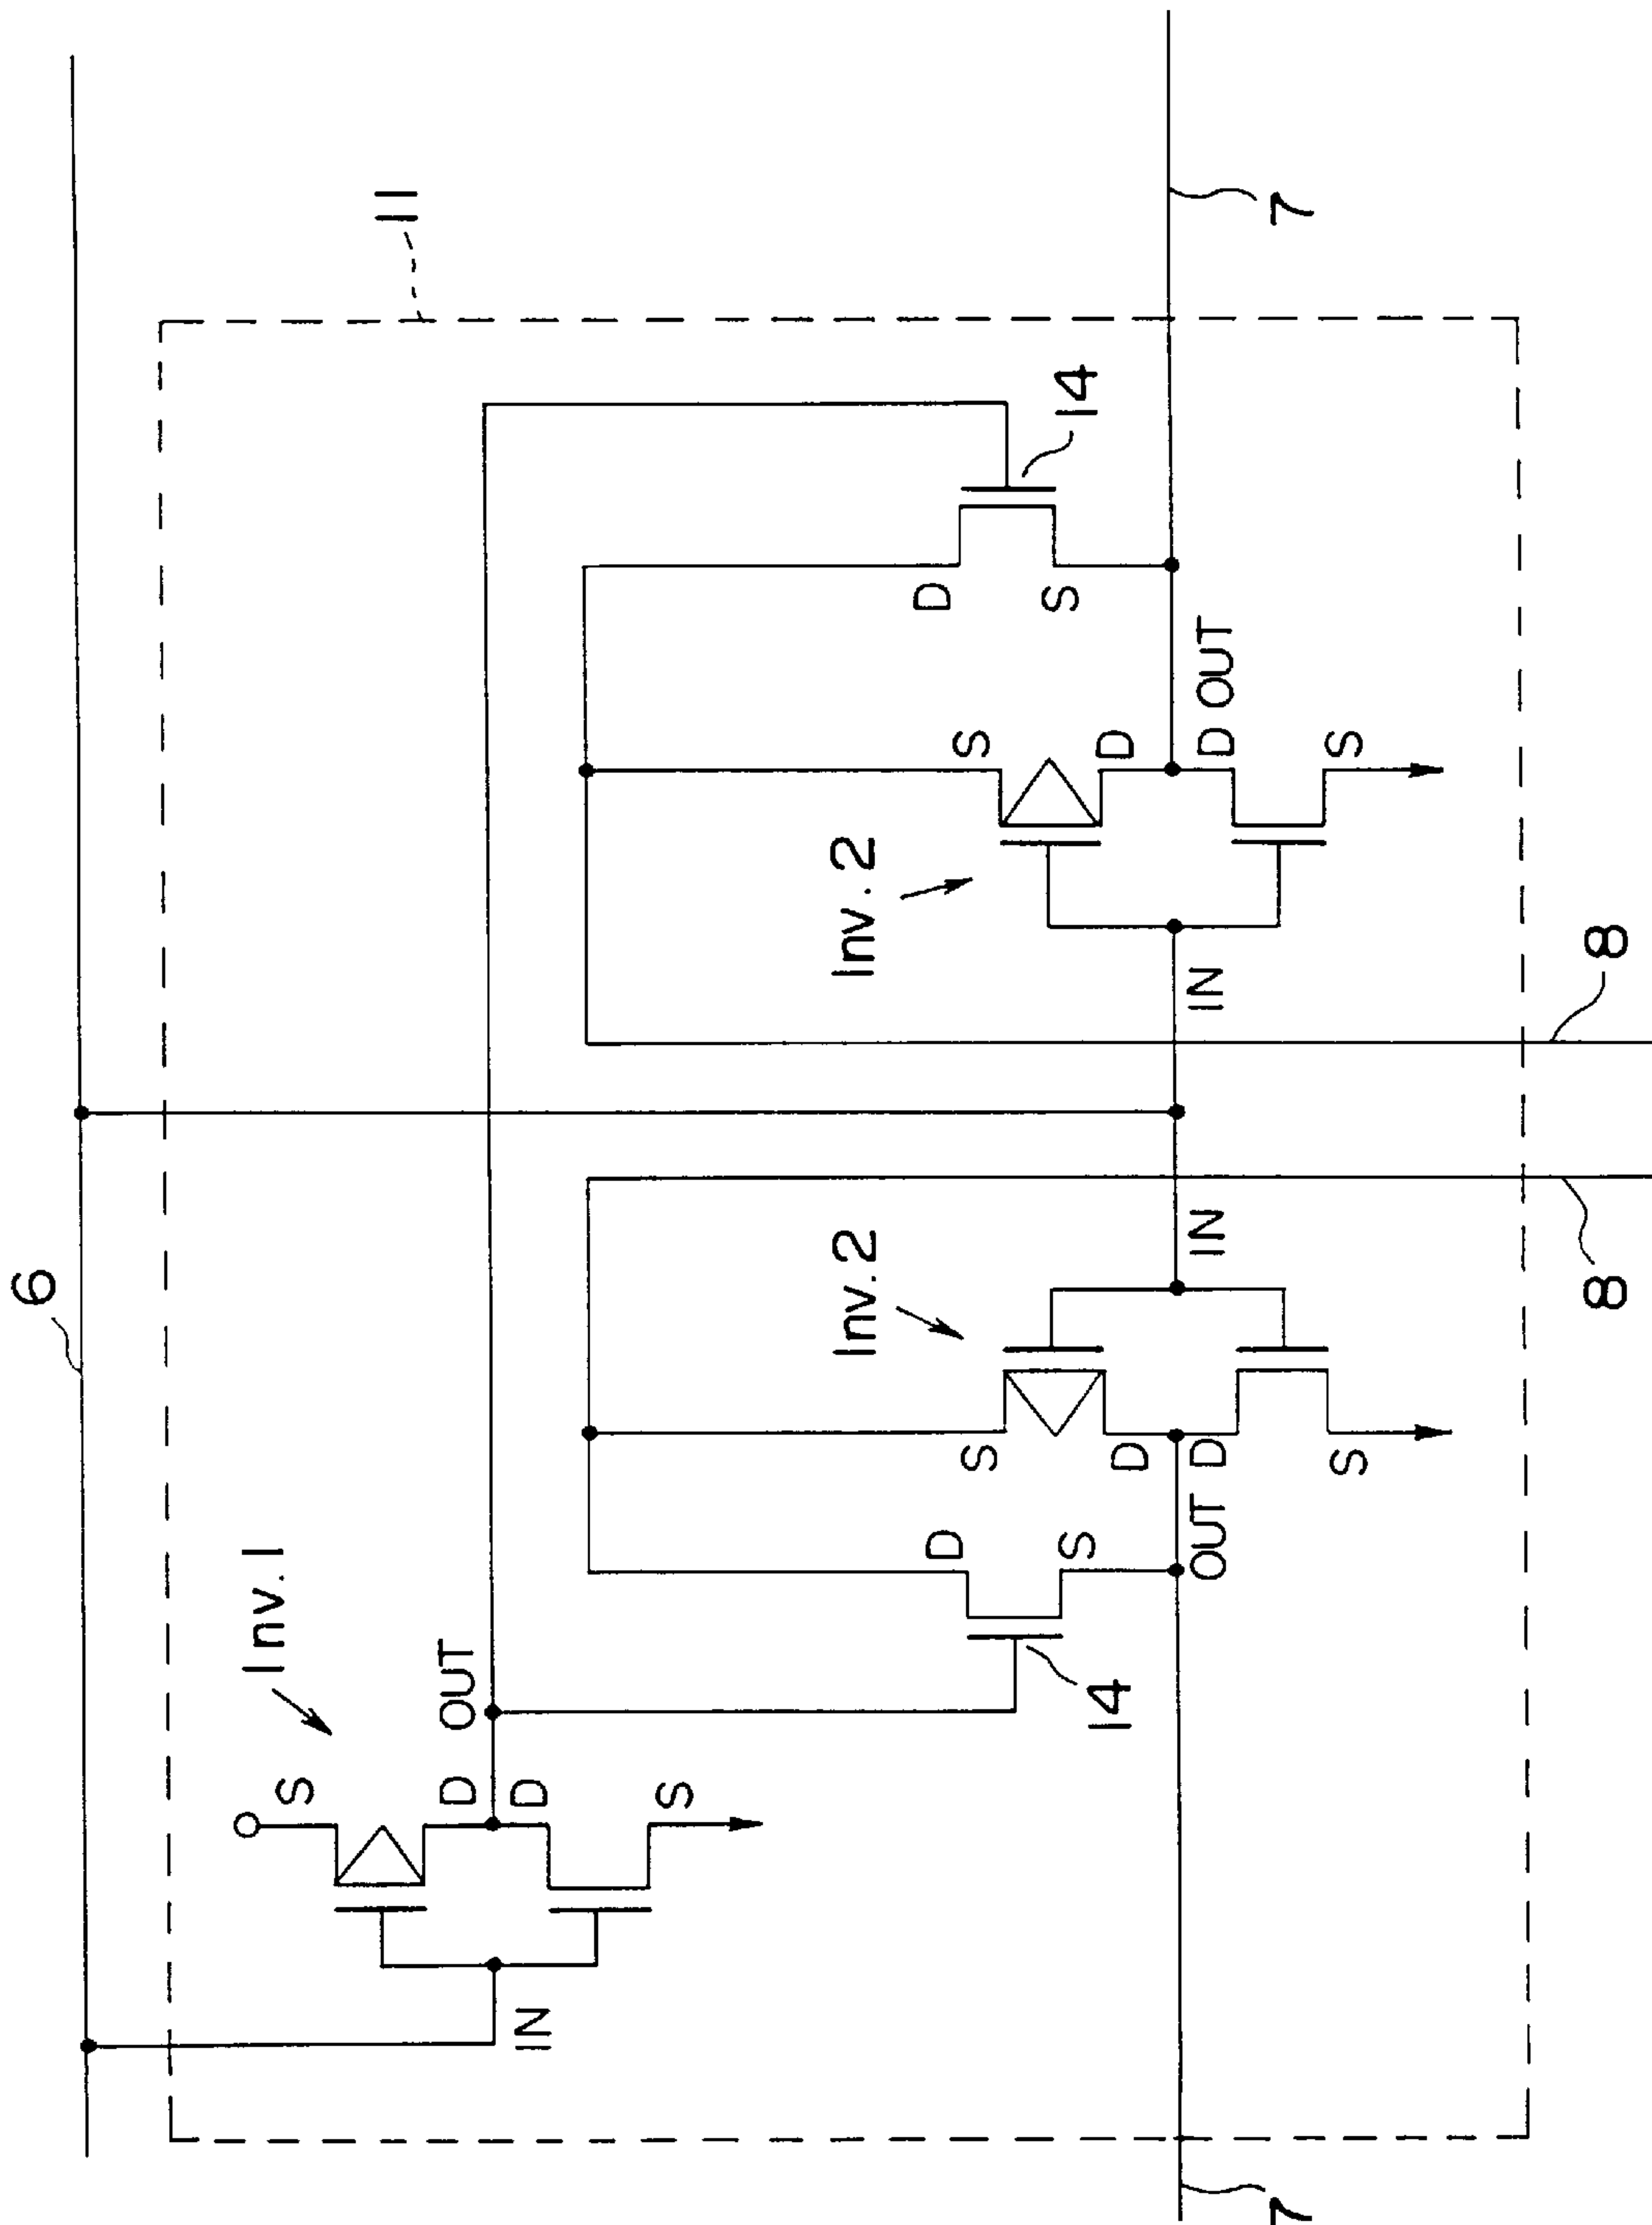 6
Inv.1
S
11
D OUT
IN D
S
Inv.2 Inv.2
D D
S S
S S 14
14 D D
OUT D IN IN D OUT
7 7
S S
8 8